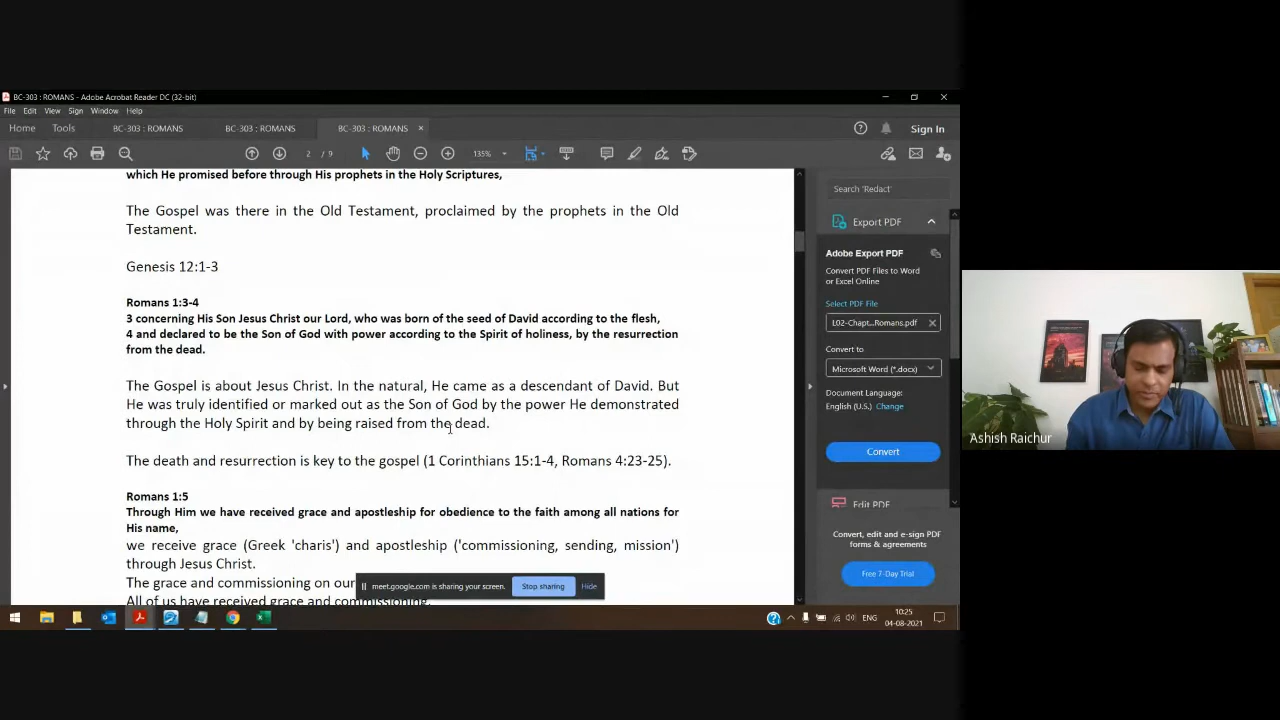 BC-303 : ROMANS - Adobe Acrobat Reader DC (32-bit)
File Edit View Sign Window Help
Home Tools BC-303 : ROMANS BC-303 : ROMANS BC-303 : ROMANS × Sign In
2 / 9 135%
which He promised before through His prophets in the Holy Scriptures,
The Gospel was there in the Old Testament, proclaimed by the prophets in the Old
Testament.
Genesis 12:1-3
Romans 1:3-4
3 concerning His Son Jesus Christ our Lord, who was born of the seed of David according to the flesh,
4 and declared to be the Son of God with power according to the Spirit of holiness, by the resurrection
from the dead.
The Gospel is about Jesus Christ. In the natural, He came as a descendant of David. But
He was truly identified or marked out as the Son of God by the power He demonstrated
through the Holy Spirit and by being raised from the dead.
The death and resurrection is key to the gospel (1 Corinthians 15:1-4, Romans 4:23-25).
Romans 1:5
Through Him we have received grace and apostleship for obedience to the faith among all nations for
His name,
we receive grace (Greek 'charis') and apostleship ('commissioning, sending, mission')
through Jesus Christ.
The grace and commissioning on our
All of us have received grace and commissioning.
meet.google.com is sharing your screen. Stop sharing Hide
Search 'Redact'
Export PDF
Adobe Export PDF
Convert PDF Files to Word
or Excel Online
Select PDF File
L02-Chapt...Romans.pdf
Convert to
Microsoft Word (*.docx)
Document Language:
English (U.S.) Change
Convert
Edit PDF
Convert, edit and e-sign PDF
forms & agreements
Free 7-Day Trial
ENG
10:25
04-08-2021
Ashish Raichur